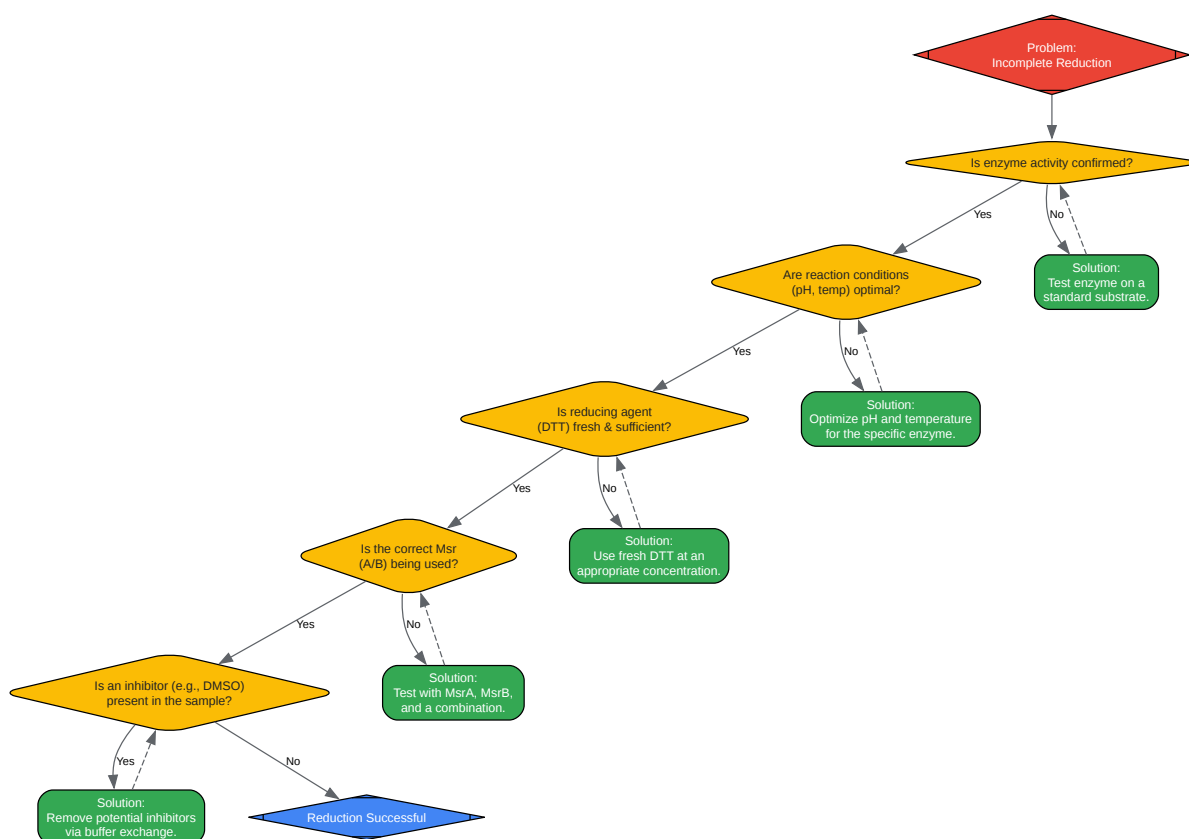 Problem:
Incomplete Reduction
Is enzyme activity confirmed?
Yes
No
Solution:
Test enzyme on a
standard substrate.
Are reaction conditions
(pH, temp) optimal?
Yes
No
Solution:
Optimize pH and temperature
for the specific enzyme.
Is reducing agent
(DTT) fresh & sufficient?
Yes
No
Solution:
Use fresh DTT at an
appropriate concentration.
Is the correct Msr
(A/B) being used?
Yes
No
Solution:
Test with MsrA, MsrB,
and a combination.
Is an inhibitor (e.g., DMSO)
present in the sample?
Yes
No
Solution:
Remove potential inhibitors
via buffer exchange.
Reduction Successful